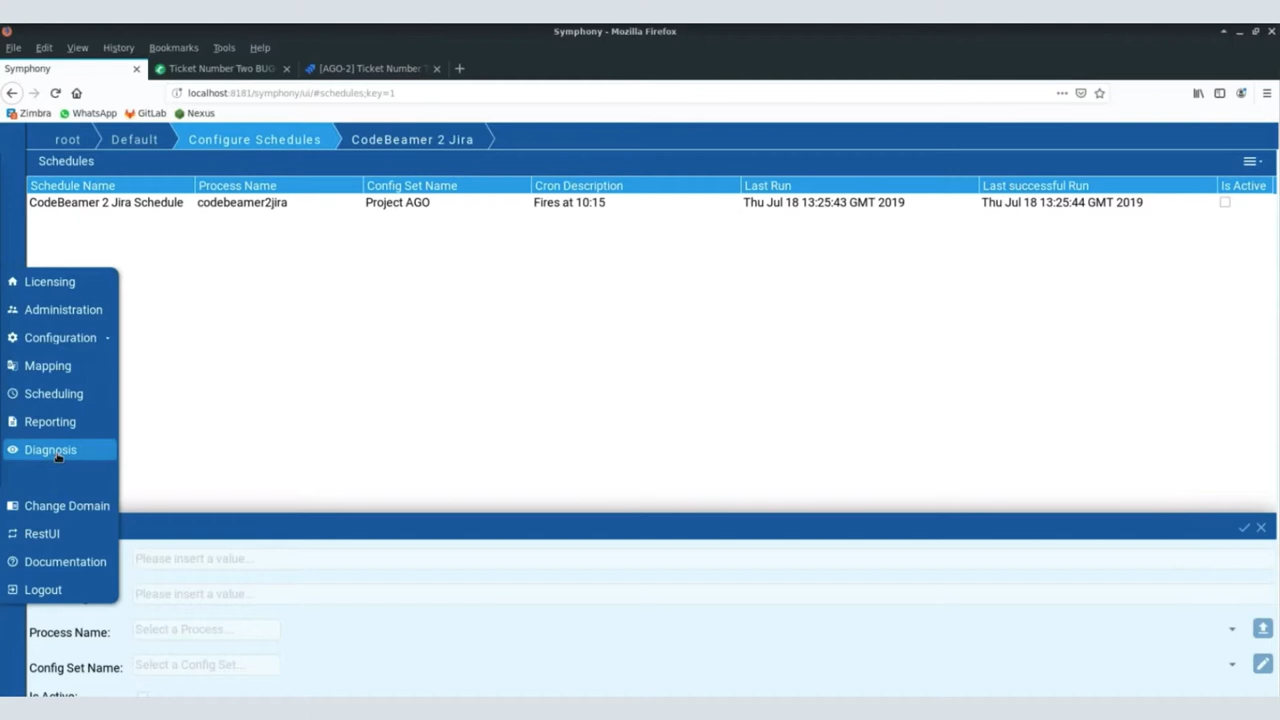 Symphony - Mozilla Firefox
File Edit View History Bookmarks Tools Help
Symphony
Ticket Number Two BUG
[AGO-2] Ticket Number
localhost:8181/symphony/ui/#schedules;key=1
Zimbra WhatsApp GitLab Nexus
root Default Configure Schedules CodeBeamer 2 Jira
Schedules
Schedule Name Process Name Config Set Name Cron Description Last Run Last successful Run Is Active
CodeBeamer 2 Jira Schedule codebeamer2jira Project AGO Fires at 10:15 Thu Jul 18 13:25:43 GMT 2019 Thu Jul 18 13:25:44 GMT 2019
Licensing
Administration
Configuration
Mapping
Scheduling
Reporting
Diagnosis
Change Domain
RestUI
Documentation
Logout
Please insert a value...
Please insert a value...
Process Name: Select a Process...
Config Set Name: Select a Config Set...
Is Active: